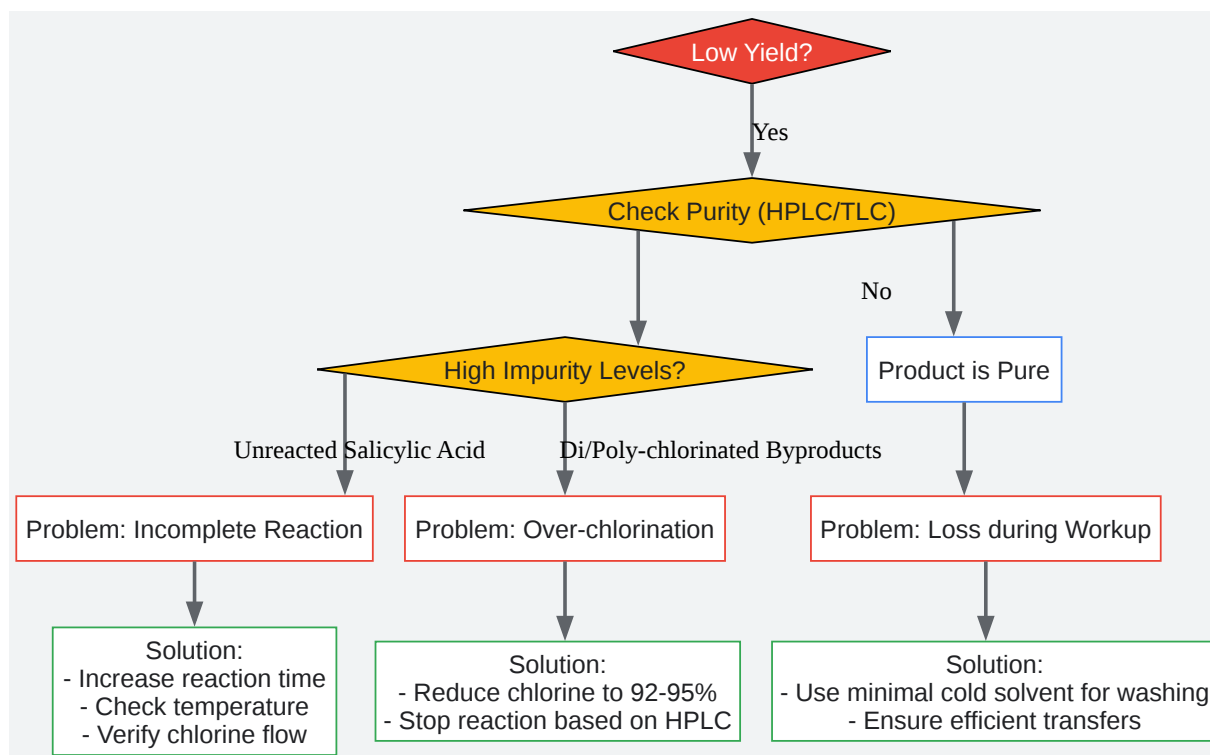 Low Yield?
Yes
Check Purity (HPLC/TLC)
No
High Impurity Levels?
Product is Pure
Unreacted Salicylic Acid
Di/Poly-chlorinated Byproducts
Problem: Incomplete Reaction
Problem: Over-chlorination
Problem: Loss during Workup
Solution:
- Increase reaction time
- Check temperature
- Verify chlorine flow
Solution:
- Reduce chlorine to 92-95%
- Stop reaction based on HPLC
Solution:
- Use minimal cold solvent for washing
- Ensure efficient transfers